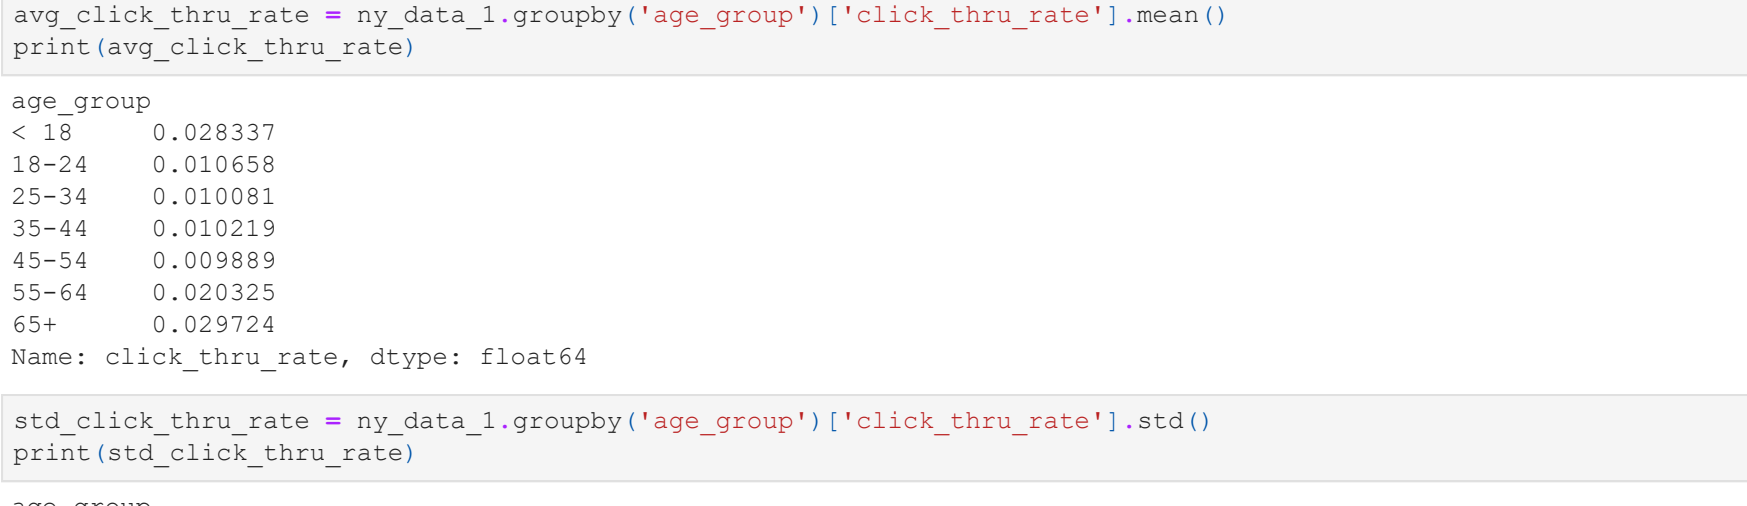 avg_click_thru_rate = ny_data_1.groupby('age_group')['click_thru_rate'].mean()
print(avg_click_thru_rate)
age_group
< 18     0.028337
18-24    0.010658
25-34    0.010081
35-44    0.010219
45-54    0.009889
55-64    0.020325
65+      0.029724
Name: click_thru_rate, dtype: float64
std_click_thru_rate = ny_data_1.groupby('age_group')['click_thru_rate'].std()
print(std_click_thru_rate)